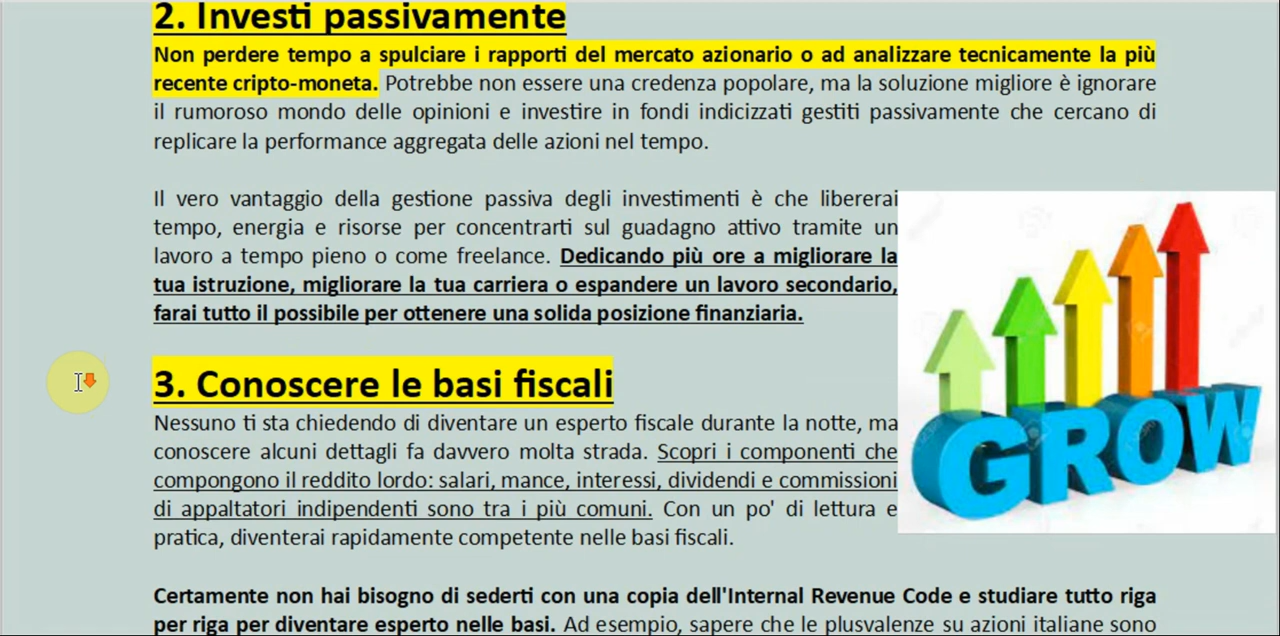 2. Investi passivamente
Non perdere tempo a spulciare i rapporti del mercato azionario o ad analizzare tecnicamente la più
recente cripto-moneta. Potrebbe non essere una credenza popolare, ma la soluzione migliore è ignorare
il rumoroso mondo delle opinioni e investire in fondi indicizzati gestiti passivamente che cercano di
replicare la performance aggregata delle azioni nel tempo.
Il vero vantaggio della gestione passiva degli investimenti è che libererai
tempo, energia e risorse per concentrarti sul guadagno attivo tramite un
lavoro a tempo pieno o come freelance. Dedicando più ore a migliorare la
tua istruzione, migliorare la tua carriera o espandere un lavoro secondario,
farai tutto il possibile per ottenere una solida posizione finanziaria.
GROW
3. Conoscere le basi fiscali
Nessuno ti sta chiedendo di diventare un esperto fiscale durante la notte, ma
conoscere alcuni dettagli fa davvero molta strada. Scopri i componenti che
compongono il reddito lordo: salari, mance, interessi, dividendi e commissioni
di appaltatori indipendenti sono tra i più comuni. Con un po' di lettura e
pratica, diventerai rapidamente competente nelle basi fiscali.
Certamente non hai bisogno di sederti con una copia dell'Internal Revenue Code e studiare tutto riga
per riga per diventare esperto nelle basi. Ad esempio, sapere che le plusvalenze su azioni italiane sono